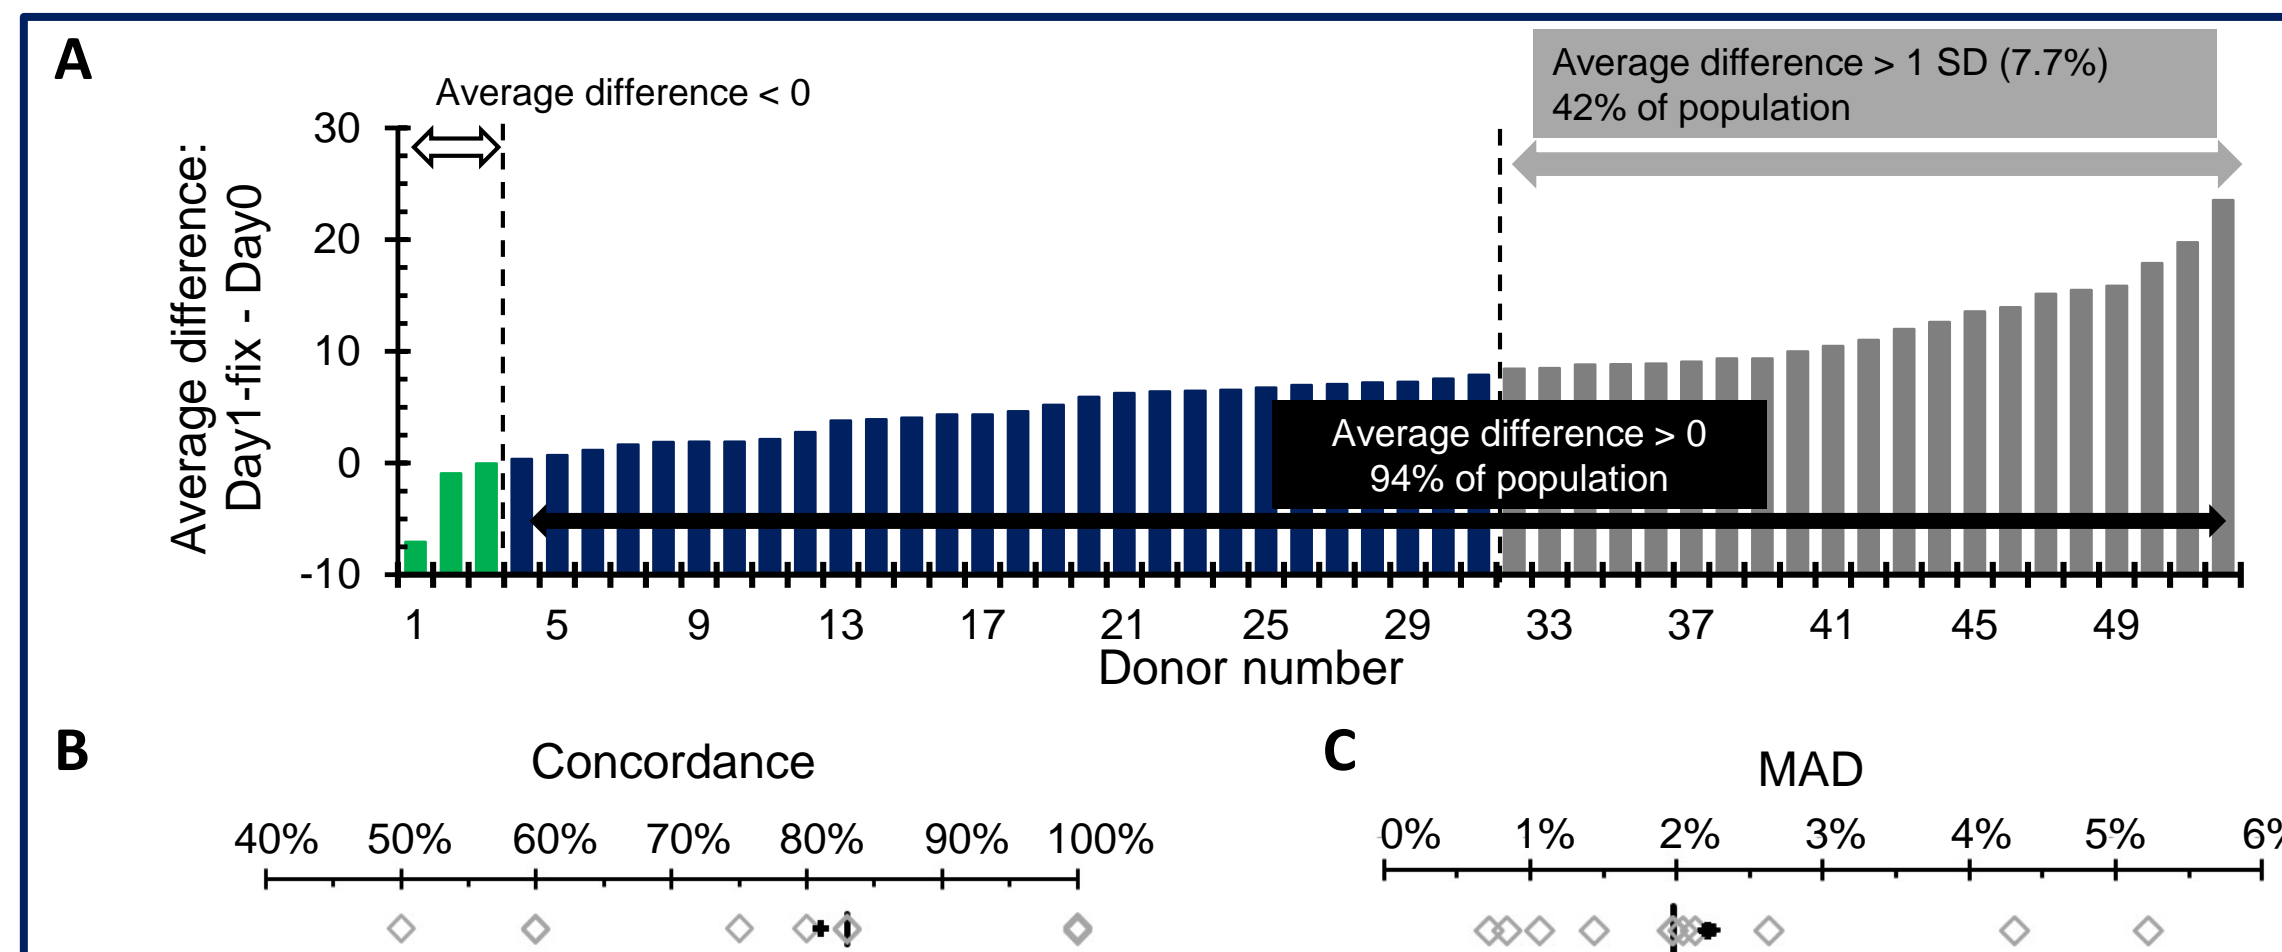 A
Average difference < 0
Average difference > 1 SD (7.7%)
42% of population
Average difference:
Day1-fix - Day0
30
20
10
0
-10
Average difference > 0
94% of population
1 5 9 13 17 21 25 29 33 37 41 45 49
Donor number
B
Concordance
40% 50% 60% 70% 80% 90% 100%
C
MAD
0% 1% 2% 3% 4% 5% 6%